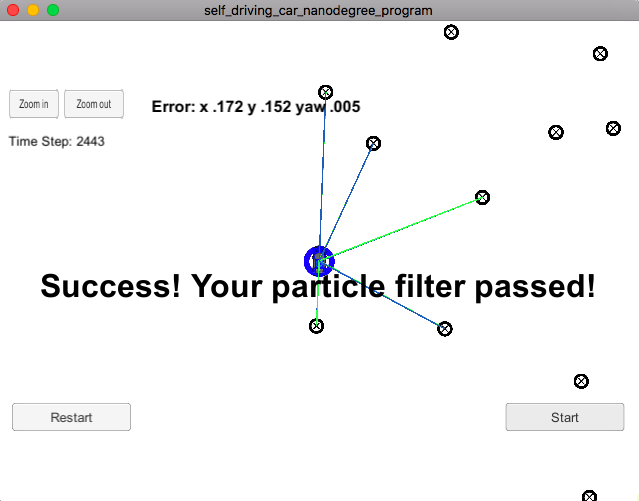 self_driving_car_nanodegree_program
Zoom in Zoom out
Error: x .172 y .152 yaw .005
Time Step: 2443
Success! Your particle filter passed!
Restart
Start